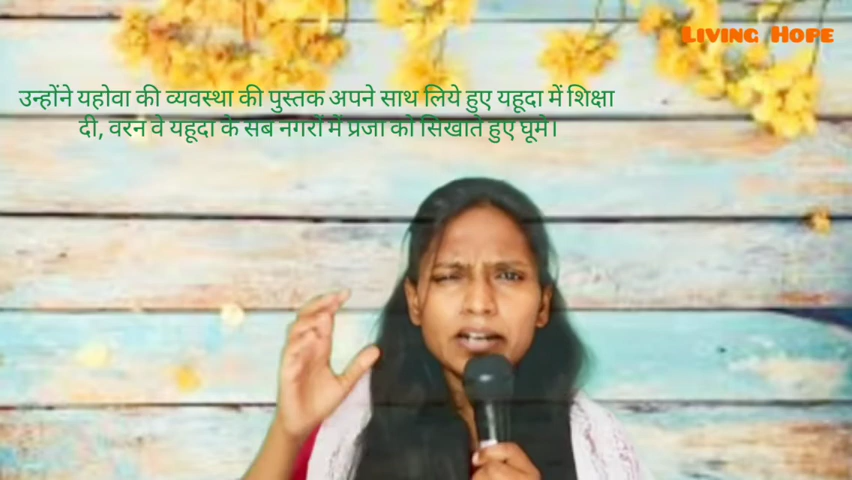 Living Hope
उन्होंने यहोवा की व्यवस्था की पुस्तक अपने साथ लिये हुए यहूदा में शिक्षा
दी, वरन वे यहूदा के सब नगरों में प्रजा को सिखाते हुए घूमे।